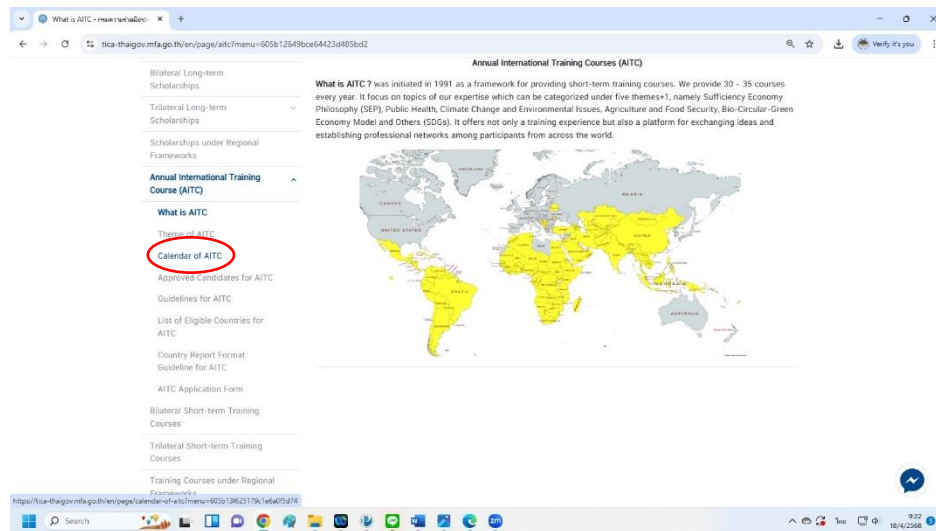 What is AITC - กรมความร่วมมือระ
tica-thaigov.mfa.go.th/en/page/aitc?menu=605b12649bce64423d485bd2
Verify it's you
Bilateral Long-term
Scholarships
Trilateral Long-term
Scholarships
Scholarships under Regional
Frameworks
Annual International Training
Course (AITC)
What is AITC
Theme of AITC
Calendar of AITC
Approved Candidates for AITC
Guidelines for AITC
List of Eligible Countries for
AITC
Country Report Format
Guideline for AITC
AITC Application Form
Bilateral Short-term Training
Courses
Trilateral Short-term Training
Courses
Training Courses under Regional
Frameworks
Annual International Training Courses (AITC)
What is AITC ? was initiated in 1991 as a framework for providing short-term training courses. We provide 30 – 35 courses
every year. It focus on topics of our expertise which can be categorized under five themes+1, namely Sufficiency Economy
Philosophy (SEP), Public Health, Climate Change and Environmental Issues, Agriculture and Food Security, Bio-Circular-Green
Economy Model and Others (SDGs). It offers not only a training experience but also a platform for exchanging ideas and
establishing professional networks among participants from across the world.
GREENLAND
CANADA
RUSSIA
UNITED STATES
CHINA
BRAZIL
AUSTRALIA
https://tica-thaigov.mfa.go.th/en/page/calendar-of-aitc?menu=605b13f625179c1e6a0f5d74
Search
ไทย
9:22
18/4/2568